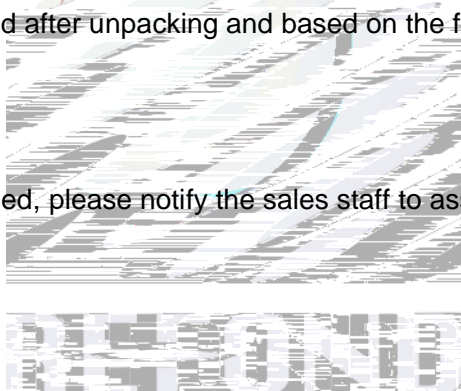 d after unpacking and based on the f
ed, please notify the sales staff to as